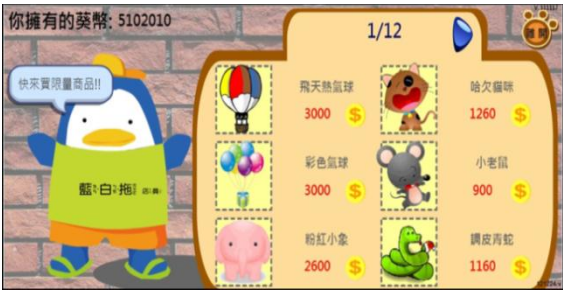 你擁有的葵幣: 5102010
快來買限量商品!!
藍白拖
1/12
離開
飛天熱氣球
3000
哈欠貓咪
1260
彩色氣球
3000
小老鼠
900
粉紅小象
2600
調皮青蛇
1160